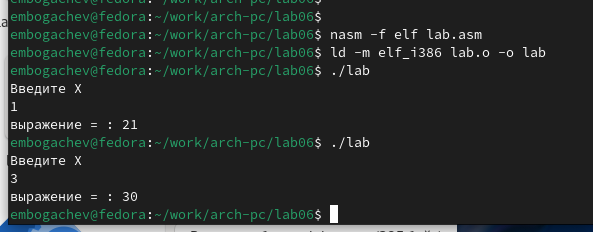 embogachev@fedora:~/work/arch-pc/lab06$
embogachev@fedora:~/work/arch-pc/lab06$ nasm -f elf lab.asm
embogachev@fedora:~/work/arch-pc/lab06$ ld -m elf_i386 lab.o -o lab
embogachev@fedora:~/work/arch-pc/lab06$ ./lab
Введите X
1
выражение = : 21
embogachev@fedora:~/work/arch-pc/lab06$ ./lab
Введите X
3
выражение = : 30
embogachev@fedora:~/work/arch-pc/lab06$